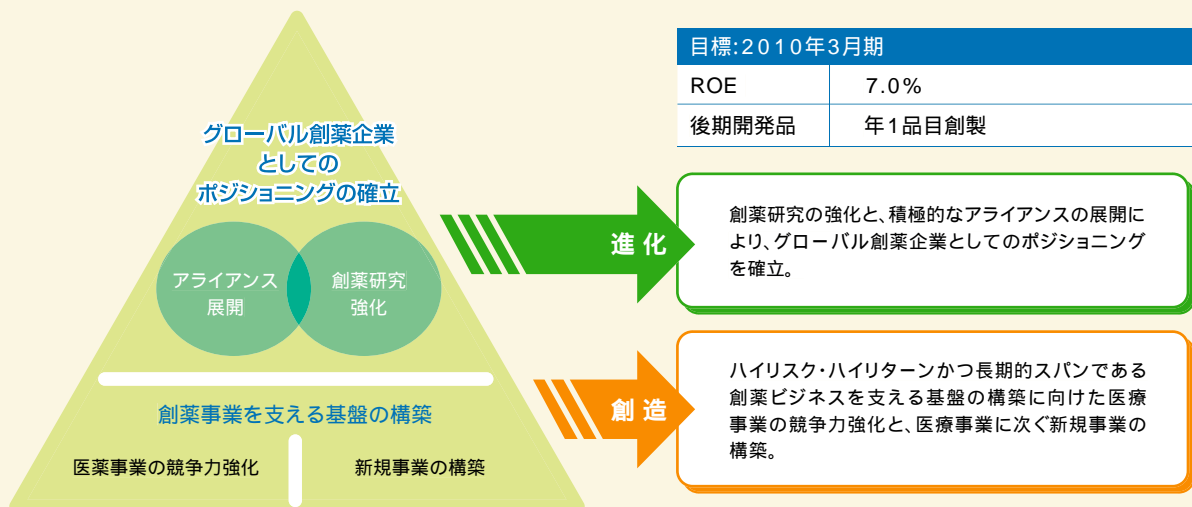 グローバル創薬企業
としての
ポジショニングの確立
アライアンス
展開
創薬研究
強化
創薬事業を支える基盤の構築
医薬事業の競争力強化
新規事業の構築
目標:2010年3月期
ROE 7.0%
後期開発品 年1品目創製
進化
創薬研究の強化と、積極的なアライアンスの展開に
より、グローバル創薬企業としてのポジショニング
を確立。
創造
ハイリスク・ハイリターンかつ長期的スパンである
創薬ビジネスを支える基盤の構築に向けた医療
事業の競争力強化と、医療事業に次ぐ新規事業の
構築。